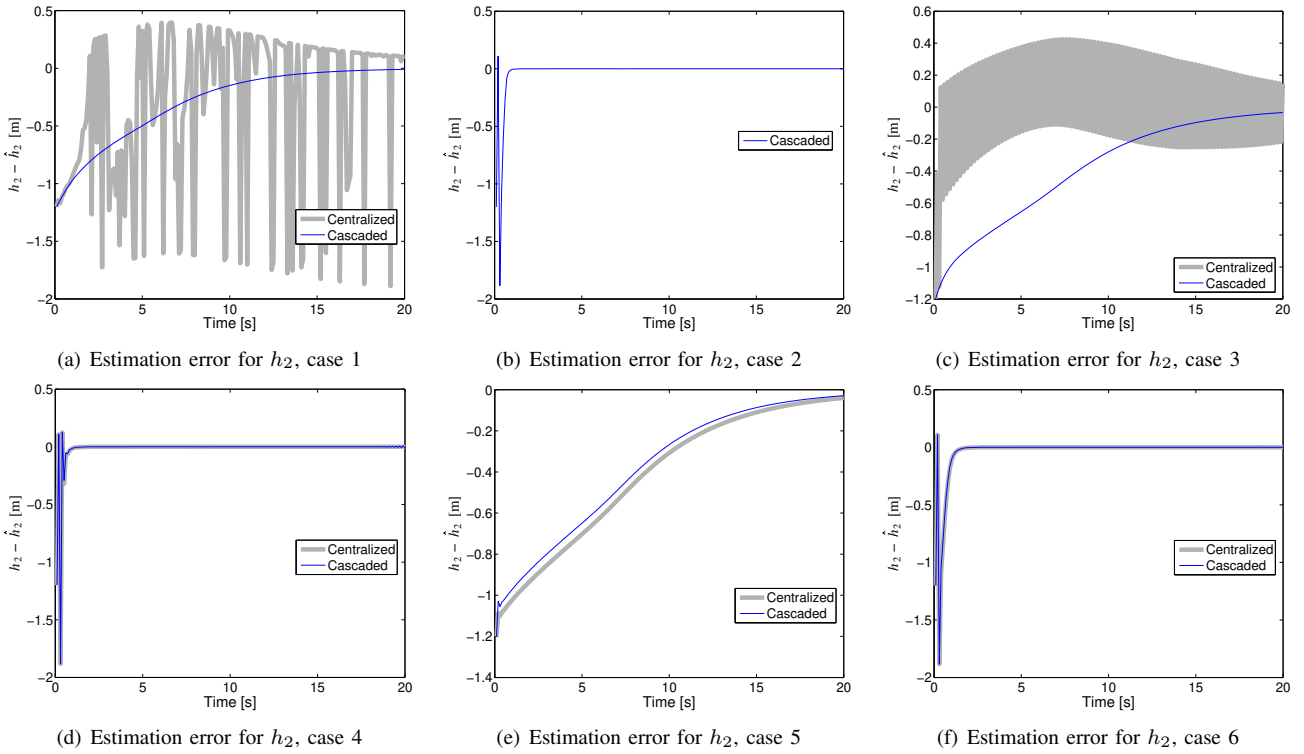 0.5
0
−0.5
−1
−1.5
−2
0 5 10 15 20
h₂ − ĥ₂ [m]
Time [s]
Centralized
Cascaded
(a) Estimation error for h₂, case 1
0.5
0
−0.5
−1
−1.5
−2
0 5 10 15 20
h₂ − ĥ₂ [m]
Time [s]
Cascaded
(b) Estimation error for h₂, case 2
0.6
0.4
0.2
0
−0.2
−0.4
−0.6
−0.8
−1
−1.2
0 5 10 15 20
h₂ − ĥ₂ [m]
Time [s]
Centralized
Cascaded
(c) Estimation error for h₂, case 3
0.5
0
−0.5
−1
−1.5
−2
0 5 10 15 20
h₂ − ĥ₂ [m]
Time [s]
Centralized
Cascaded
(d) Estimation error for h₂, case 4
0
−0.2
−0.4
−0.6
−0.8
−1
−1.2
−1.4
0 5 10 15 20
h₂ − ĥ₂ [m]
Time [s]
Centralized
Cascaded
(e) Estimation error for h₂, case 5
0.5
0
−0.5
−1
−1.5
−2
0 5 10 15 20
h₂ − ĥ₂ [m]
Time [s]
Centralized
Cascaded
(f) Estimation error for h₂, case 6